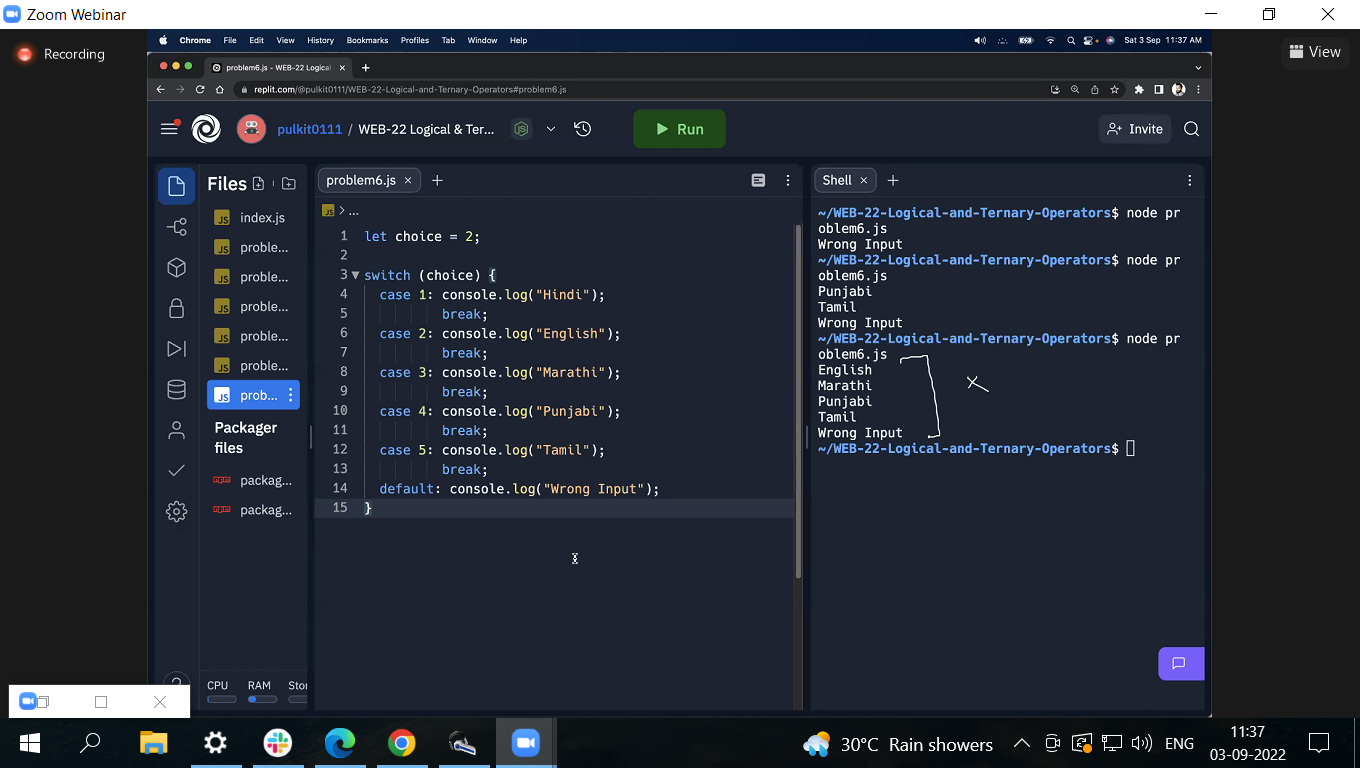 Zoom Webinar
Recording
View
Chrome File Edit View History Bookmarks Profiles Tab Window Help
Sat 3 Sep 11:37 AM
problem6.js - WEB-22 Logical
replit.com/@pulkit0111/WEB-22-Logical-and-Ternary-Operators#problem6.js
pulkit0111 / WEB-22 Logical & Ter...
Run
Invite
Files
index.js
proble...
proble...
proble...
proble...
proble...
prob...
Packager
files
packag...
packag...
CPU RAM Stor
problem6.js
JS > ...
1 let choice = 2;
2
3 switch (choice) {
4 case 1: console.log("Hindi");
5 break;
6 case 2: console.log("English");
7 break;
8 case 3: console.log("Marathi");
9 break;
10 case 4: console.log("Punjabi");
11 break;
12 case 5: console.log("Tamil");
13 break;
14 default: console.log("Wrong Input");
15 }
Shell
~/WEB-22-Logical-and-Ternary-Operators$ node pr
oblem6.js
Wrong Input
~/WEB-22-Logical-and-Ternary-Operators$ node pr
oblem6.js
Punjabi
Tamil
Wrong Input
~/WEB-22-Logical-and-Ternary-Operators$ node pr
oblem6.js
English
Marathi
Punjabi
Tamil
Wrong Input
~/WEB-22-Logical-and-Ternary-Operators$
30°C Rain showers
ENG
11:37
03-09-2022